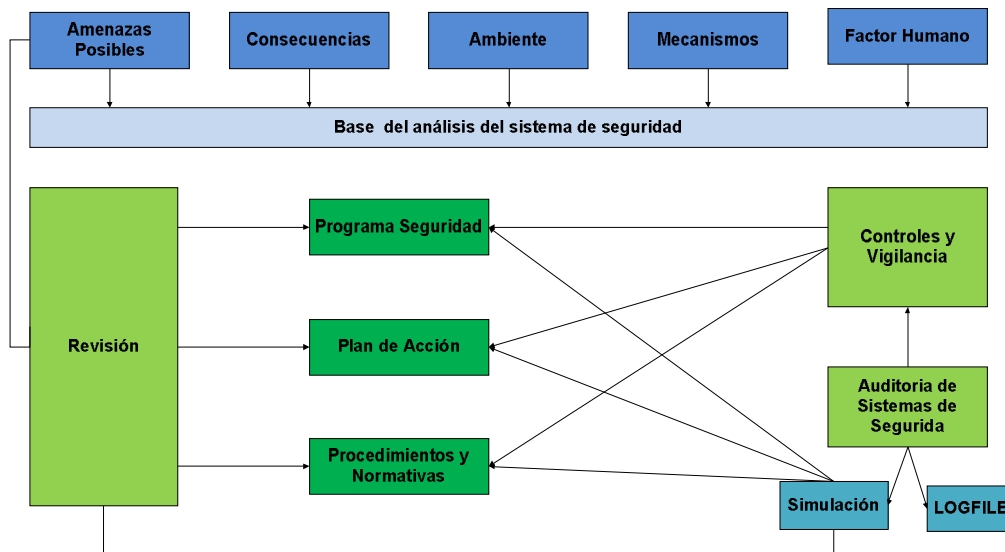 Amenazas
Posibles
Consecuencias
Ambiente
Mecanismos
Factor Humano
Base del análisis del sistema de seguridad
Revisión
Programa Seguridad
Plan de Acción
Procedimientos y
Normativas
Controles y
Vigilancia
Auditoria de
Sistemas de
Segurida
Simulación
LOGFILE